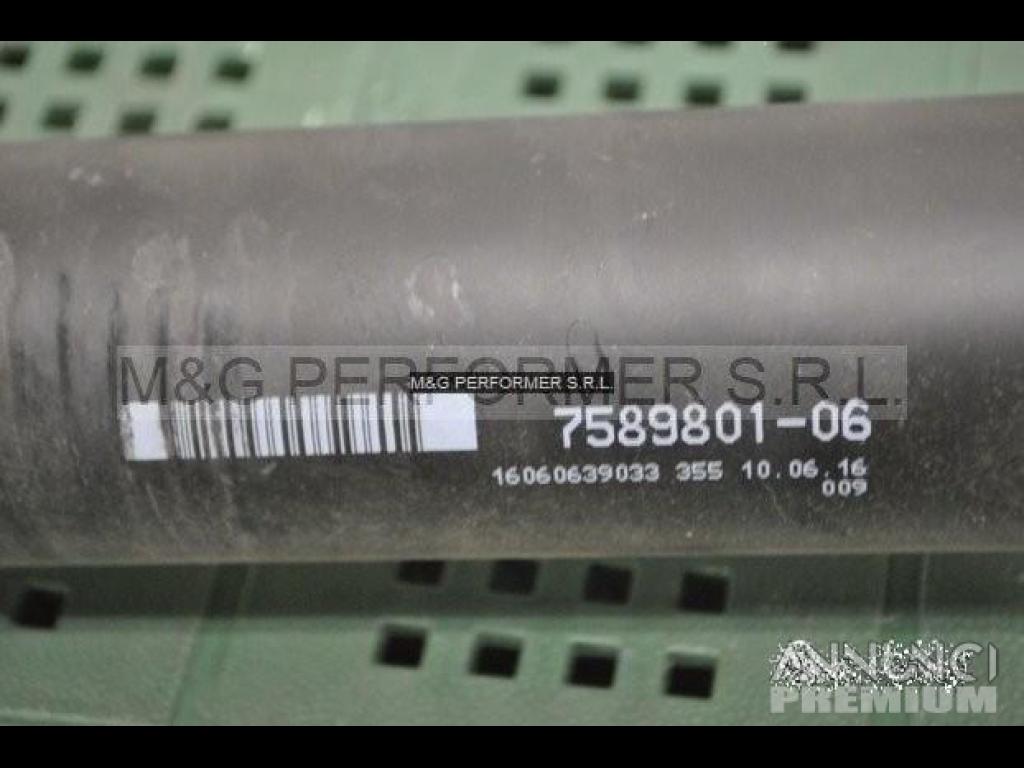 M&G PERFORMER S.R.L.
M&G PERFORMER S.R.L.
7589801-06
16060639033 355 10.06.16
009
ANNUNCI
PREMIUM